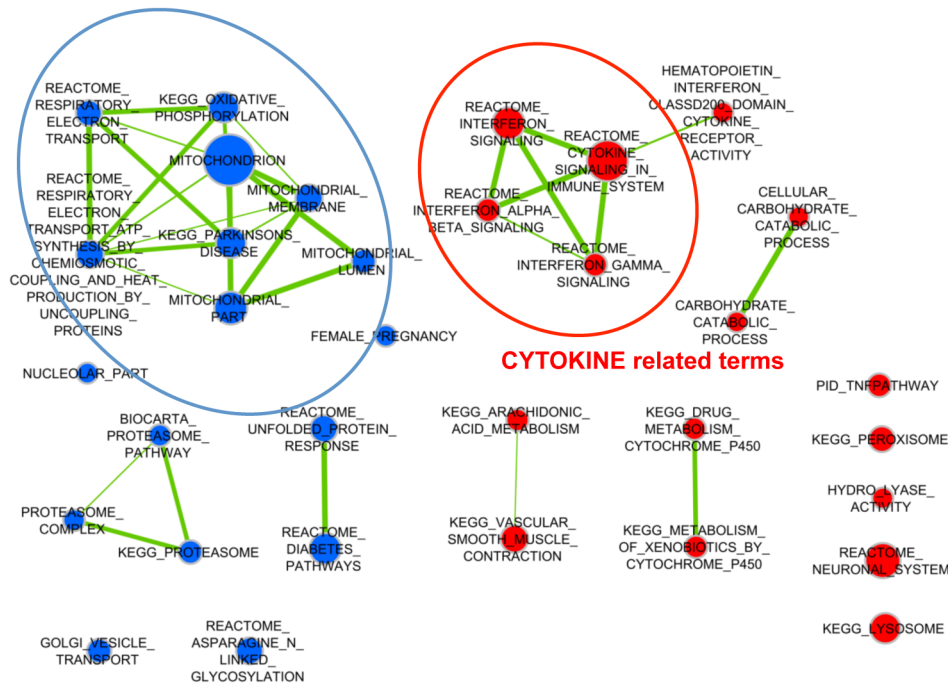 REACTOME_
RESPIRATORY_
ELECTRON_
TRANSPORT
KEGG_OXIDATIVE_
PHOSPHORYLATION
MITOCHONDRION
REACTOME_
RESPIRATORY_
ELECTRON_
TRANSPORT_ATP_
SYNTHESIS_BY_
CHEMIOSMOTIC_
COUPLING_AND_HEAT_
PRODUCTION_BY_
UNCOUPLING_
PROTEINS
MITOCHONDRIAL_
MEMBRANE
KEGG_PARKINSONS_
DISEASE
MITOCHONDRIAL_
LUMEN
MITOCHONDRIAL_
PART
FEMALE_PREGNANCY
NUCLEOLAR_PART
REACTOME_
INTERFERON_
SIGNALING
REACTOME_
CYTOKINE_
SIGNALING_IN_
IMMUNE_SYSTEM
HEMATOPOIETIN_
INTERFERON_
CLASSD200_DOMAIN_
CYTOKINE_
RECEPTOR_
ACTIVITY
REACTOME_
INTERFERON_ALPHA_
BETA_SIGNALING
REACTOME_
INTERFERON_GAMMA_
SIGNALING
CELLULAR_
CARBOHYDRATE_
CATABOLIC_
PROCESS
CARBOHYDRATE_
CATABOLIC_
PROCESS
CYTOKINE related terms
BIOCARTA_
PROTEASOME_
PATHWAY
PROTEASOME_
COMPLEX
KEGG_PROTEASOME
REACTOME_
UNFOLDED_PROTEIN_
RESPONSE
REACTOME_
DIABETES_
PATHWAYS
KEGG_ARACHIDONIC_
ACID_METABOLISM
KEGG_VASCULAR_
SMOOTH_MUSCLE_
CONTRACTION
KEGG_DRUG_
METABOLISM_
CYTOCHROME_P450
KEGG_METABOLISM_
OF_XENOBIOTICS_BY_
CYTOCHROME_P450
PID_TNFPATHWAY
KEGG_PEROXISOME
HYDRO_LYASE_
ACTIVITY
REACTOME_
NEURONAL_SYSTEM
KEGG_LYSOSOME
GOLGI_VESICLE_
TRANSPORT
REACTOME_
ASPARAGINE_N_
LINKED_
GLYCOSYLATION